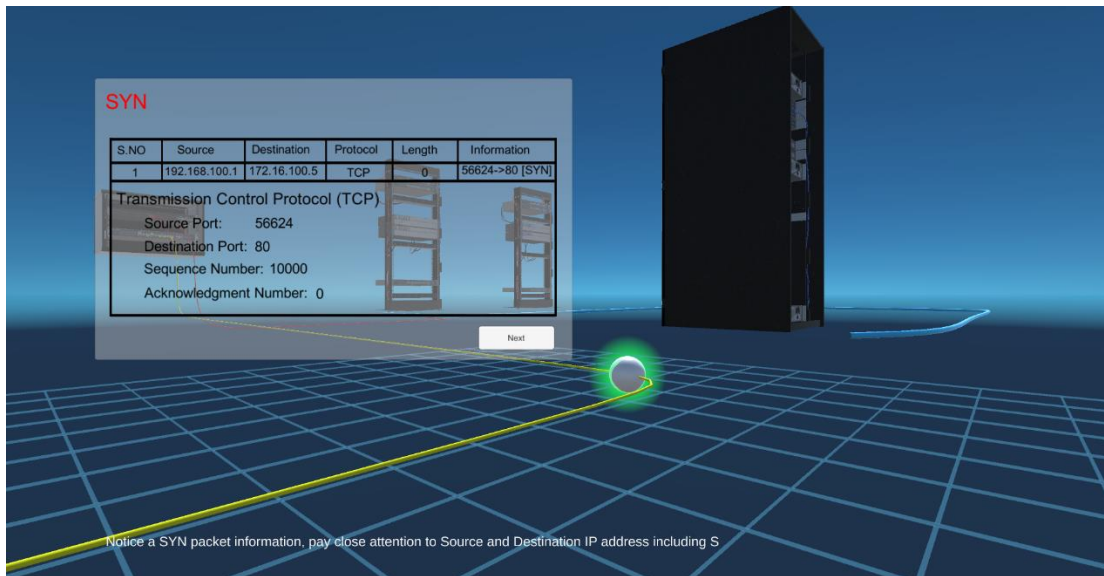 SYN
S.NO Source Destination Protocol Length Information
1 192.168.100.1 172.16.100.5 TCP 0 56624->80 [SYN]
Transmission Control Protocol (TCP)
Source Port: 56624
Destination Port: 80
Sequence Number: 10000
Acknowledgment Number: 0
Next
Notice a SYN packet information, pay close attention to Source and Destination IP address including S